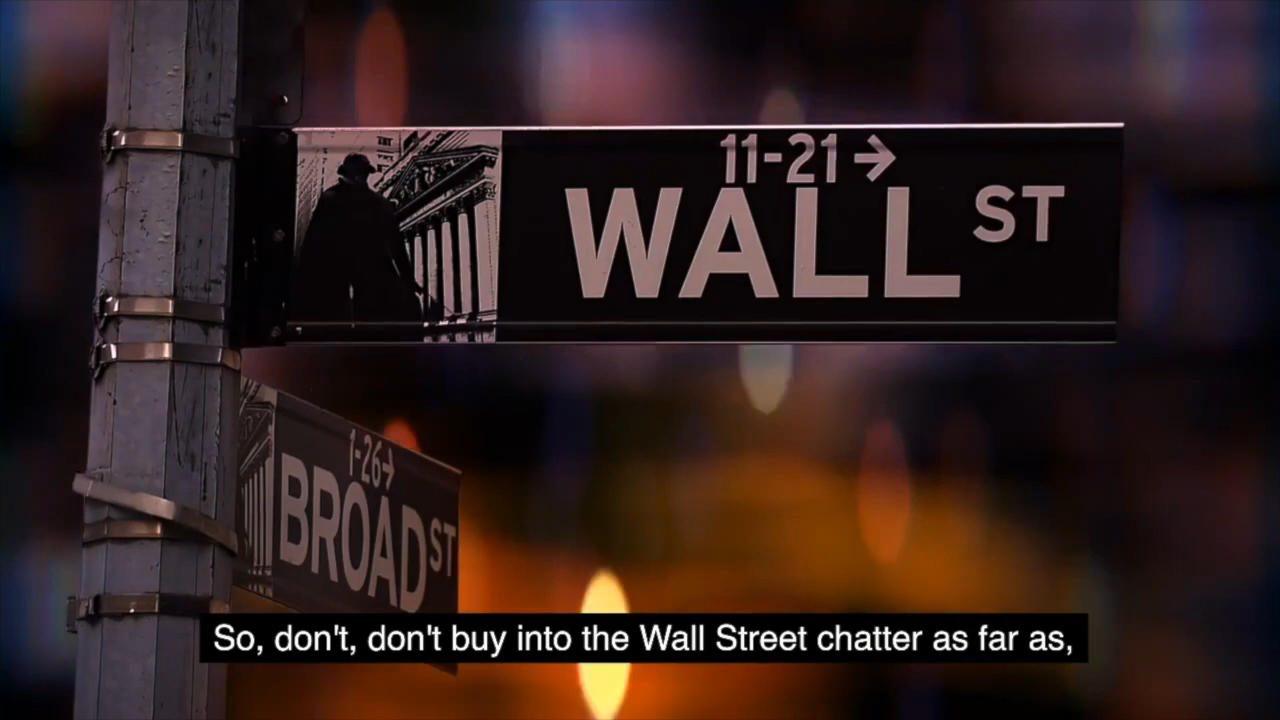 11-21→
WALL ST
1-26→
BROAD ST
So, don't, don't buy into the Wall Street chatter as far as,